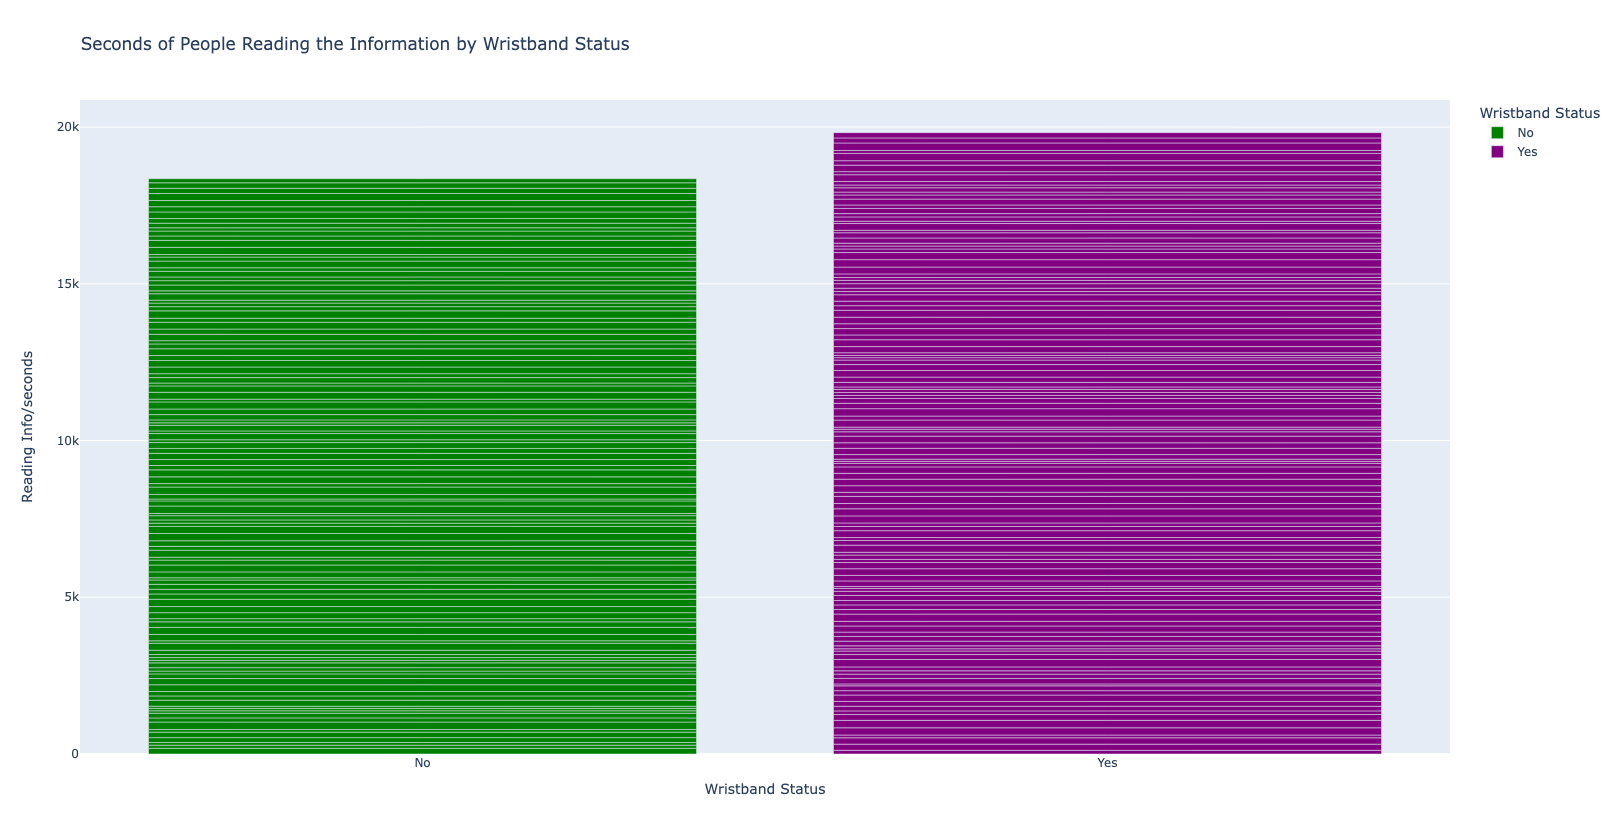 Seconds of People Reading the Information by Wristband Status
Wristband Status
No
Yes
20k
15k
10k
5k
0
Reading Info/seconds
No
Yes
Wristband Status